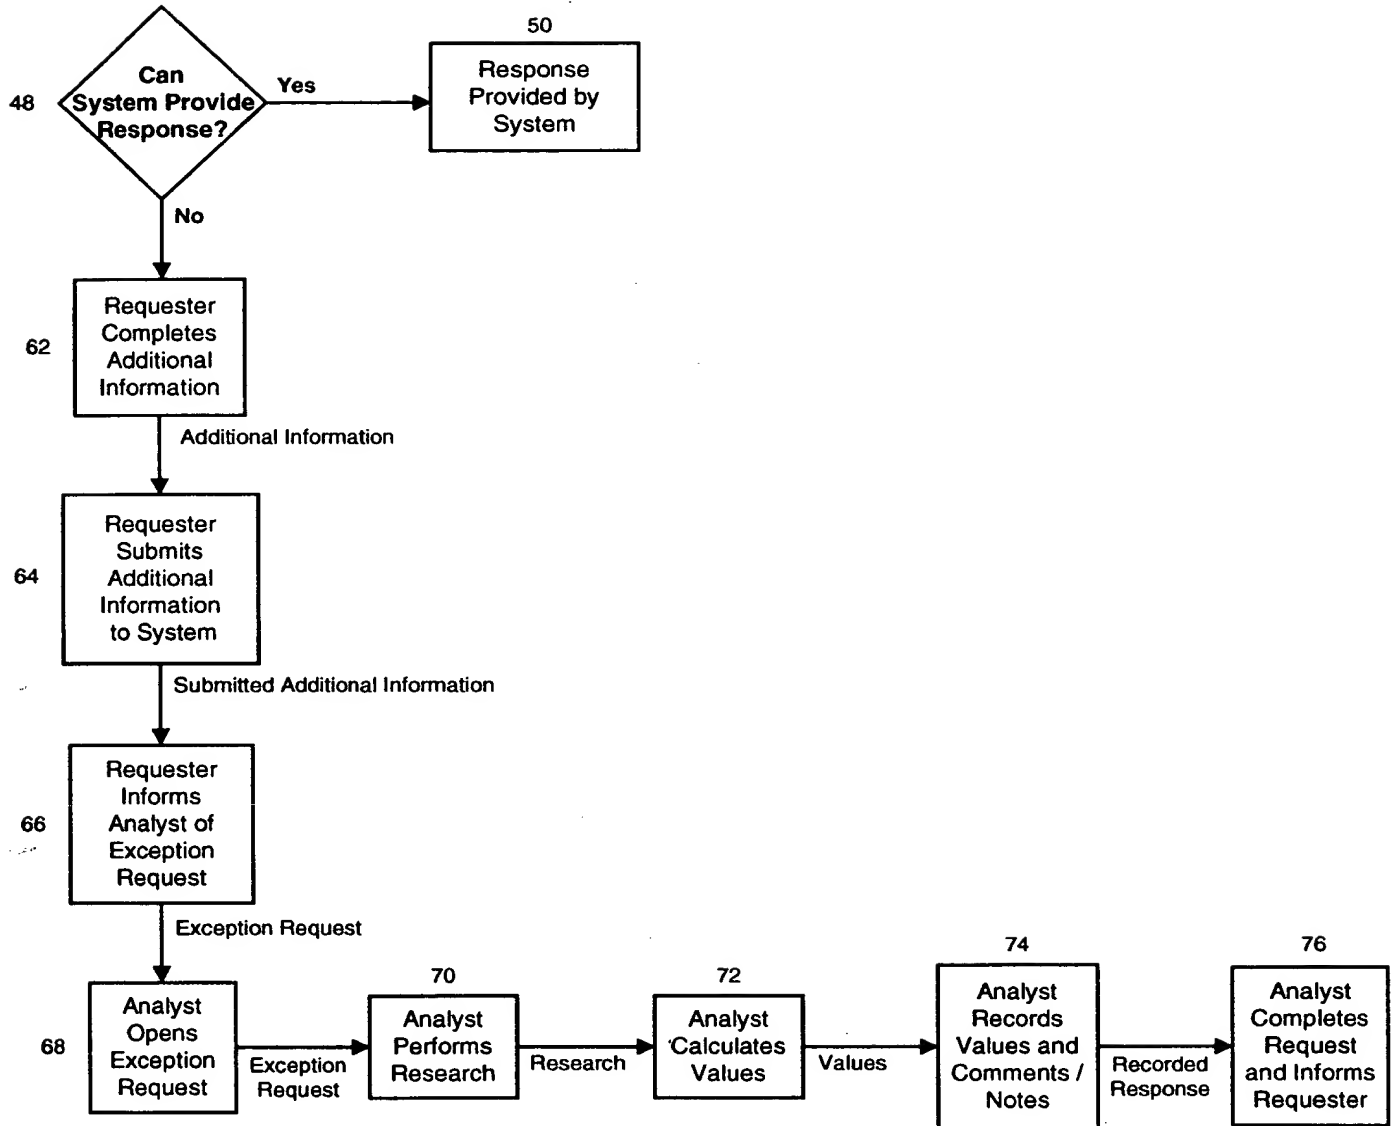 50
Can
System Provide
Response?
48
Yes
Response
Provided by
System
No
62
Requester
Completes
Additional
Information
Additional Information
64
Requester
Submits
Additional
Information
to System
Submitted Additional Information
66
Requester
Informs
Analyst of
Exception
Request
Exception Request
68
Analyst
Opens
Exception
Request
Exception
Request
70
Analyst
Performs
Research
Research
72
Analyst
Calculates
Values
Values
74
Analyst
Records
Values and
Comments /
Notes
Recorded
Response
76
Analyst
Completes
Request
and Informs
Requester